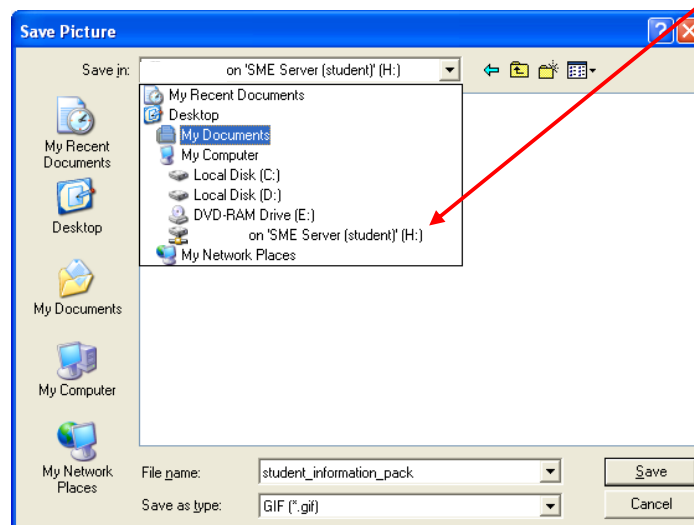 Save Picture
?
Save in:
on 'SME Server (student)' (H:)
My Recent Documents
Desktop
My Documents
My Computer
Local Disk (C:)
Local Disk (D:)
DVD-RAM Drive (E:)
on 'SME Server (student)' (H:)
My Network Places
My Recent
Documents
Desktop
My Documents
My Computer
My Network
Places
File name:
student_information_pack
Save
Save as type:
GIF (*.gif)
Cancel